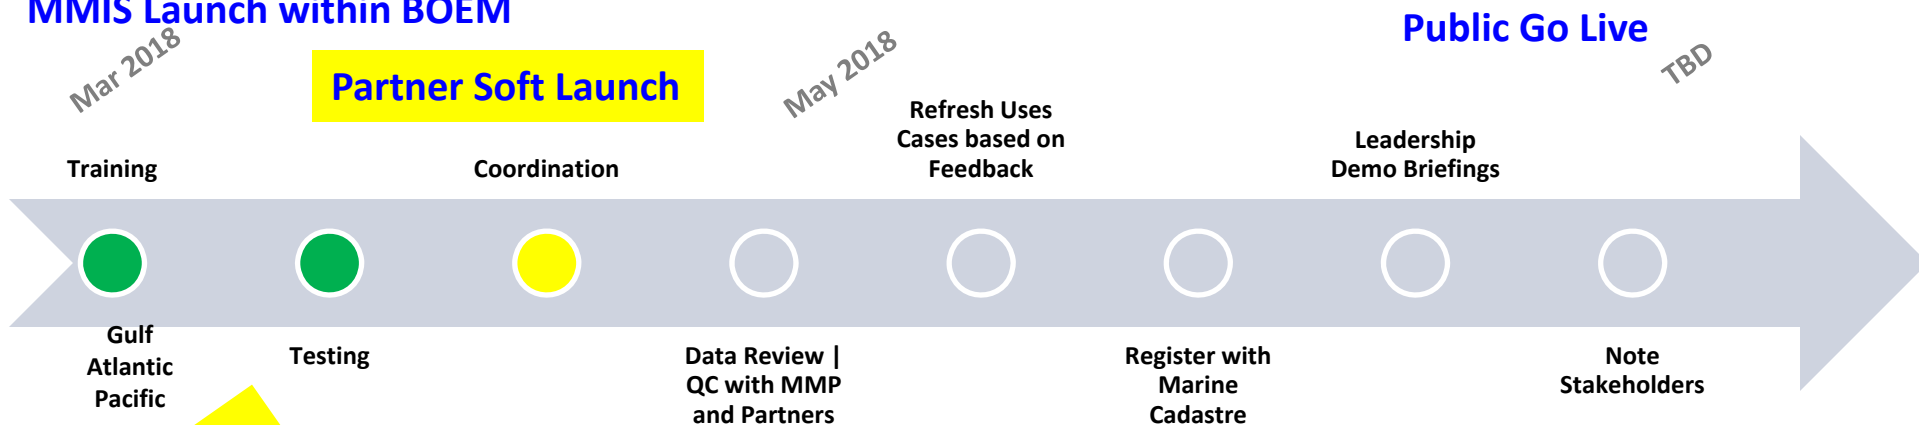 MMIS Launch within BOEM
Public Go Live
Mar 2018
Partner Soft Launch
May 2018
TBD
Training
Coordination
Refresh Uses
Cases based on
Feedback
Leadership
Demo Briefings
Gulf
Atlantic
Pacific
Testing
Data Review |
QC with MMP
and Partners
Register with
Marine
Cadastre
Note
Stakeholders